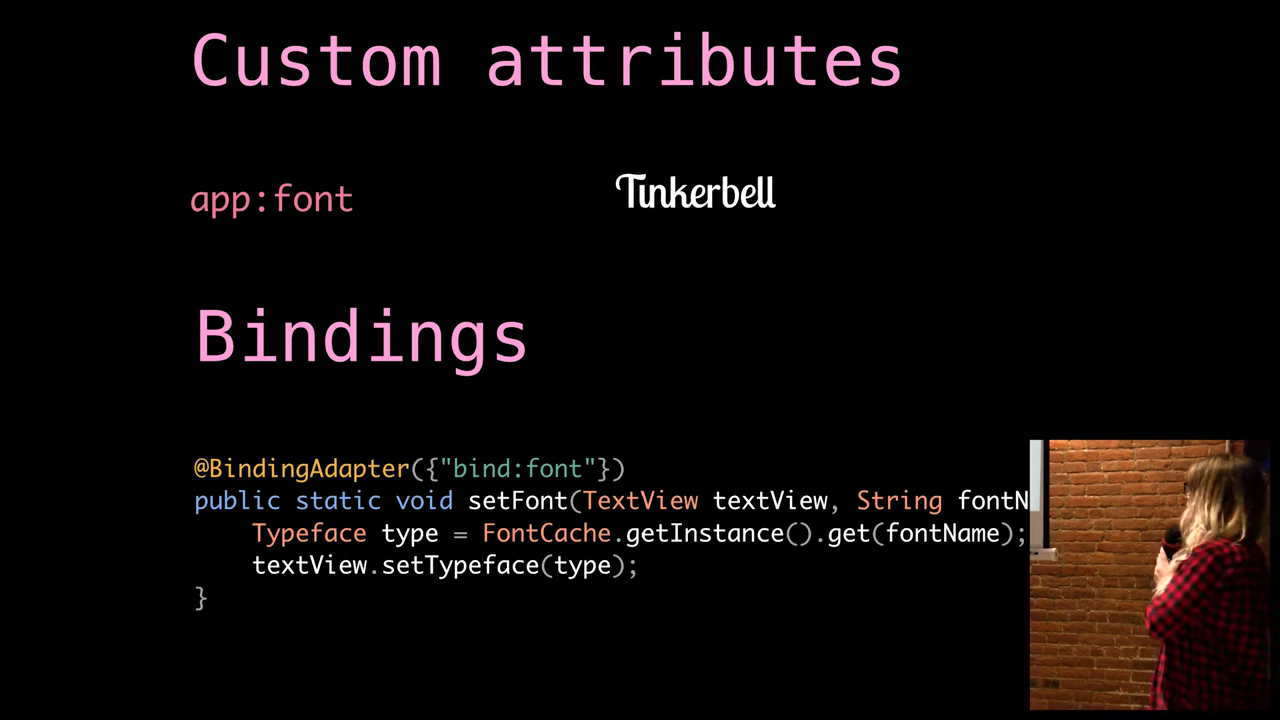 Custom attributes
app:font
Tinkerbell
Bindings
@BindingAdapter({"bind:font"})
public static void setFont(TextView textView, String fontN
Typeface type = FontCache.getInstance().get(fontName);
textView.setTypeface(type);
}